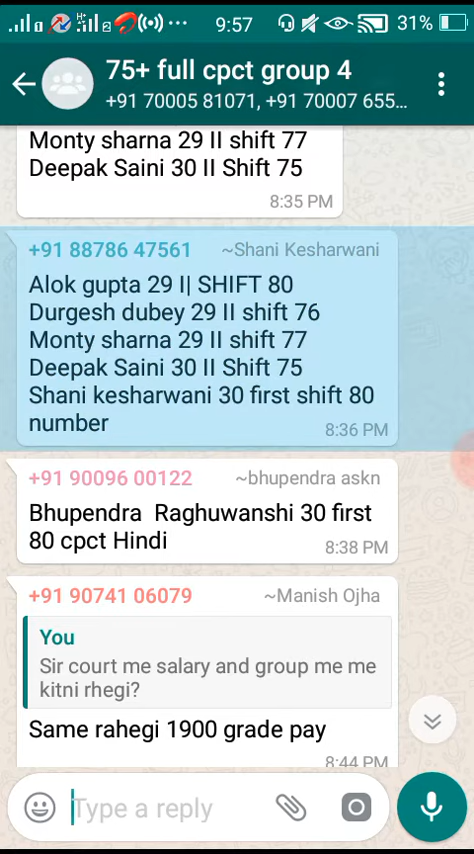 9:57
31%
75+ full cpct group 4
+91 70005 81071, +91 70007 655...
Monty sharna 29 II shift 77
Deepak Saini 30 II Shift 75
8:35 PM
+91 88786 47561 ~Shani Kesharwani
Alok gupta 29 I| SHIFT 80
Durgesh dubey 29 II shift 76
Monty sharna 29 II shift 77
Deepak Saini 30 II Shift 75
Shani kesharwani 30 first shift 80
number
8:36 PM
+91 90096 00122 ~bhupendra askn
Bhupendra Raghuwanshi 30 first
80 cpct Hindi
8:38 PM
+91 90741 06079 ~Manish Ojha
You
Sir court me salary and group me me
kitni rhegi?
Same rahegi 1900 grade pay
8:44 PM
Type a reply